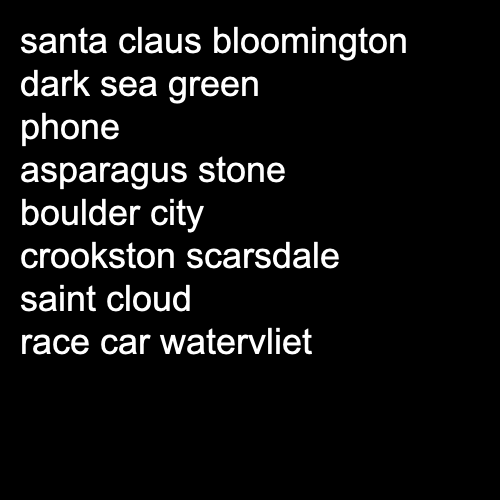 santa claus bloomington
dark sea green
phone
asparagus stone
boulder city
crookston scarsdale
saint cloud
race car watervliet